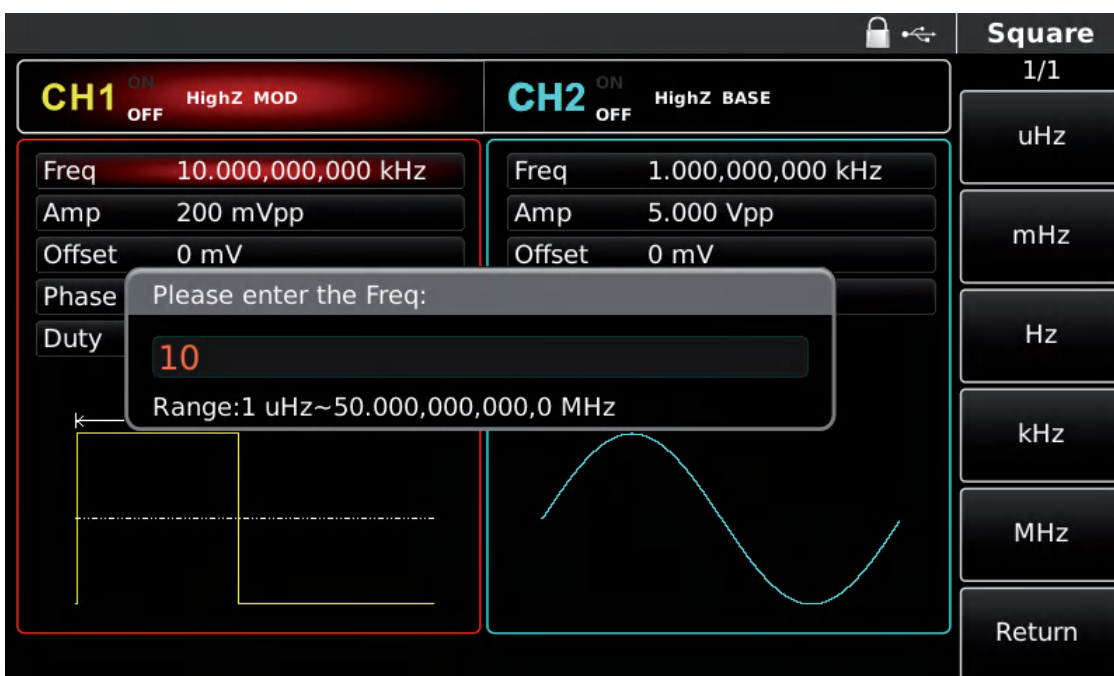 Square
1/1
CH1 ON OFF HighZ MOD
CH2 ON OFF HighZ BASE
Freq 10.000,000,000 kHz
Amp 200 mVpp
Offset 0 mV
Phase
Duty
Freq 1.000,000,000 kHz
Amp 5.000 Vpp
Offset 0 mV
Please enter the Freq:
10
Range:1 uHz~50.000,000,000,0 MHz
uHz
mHz
Hz
kHz
MHz
Return